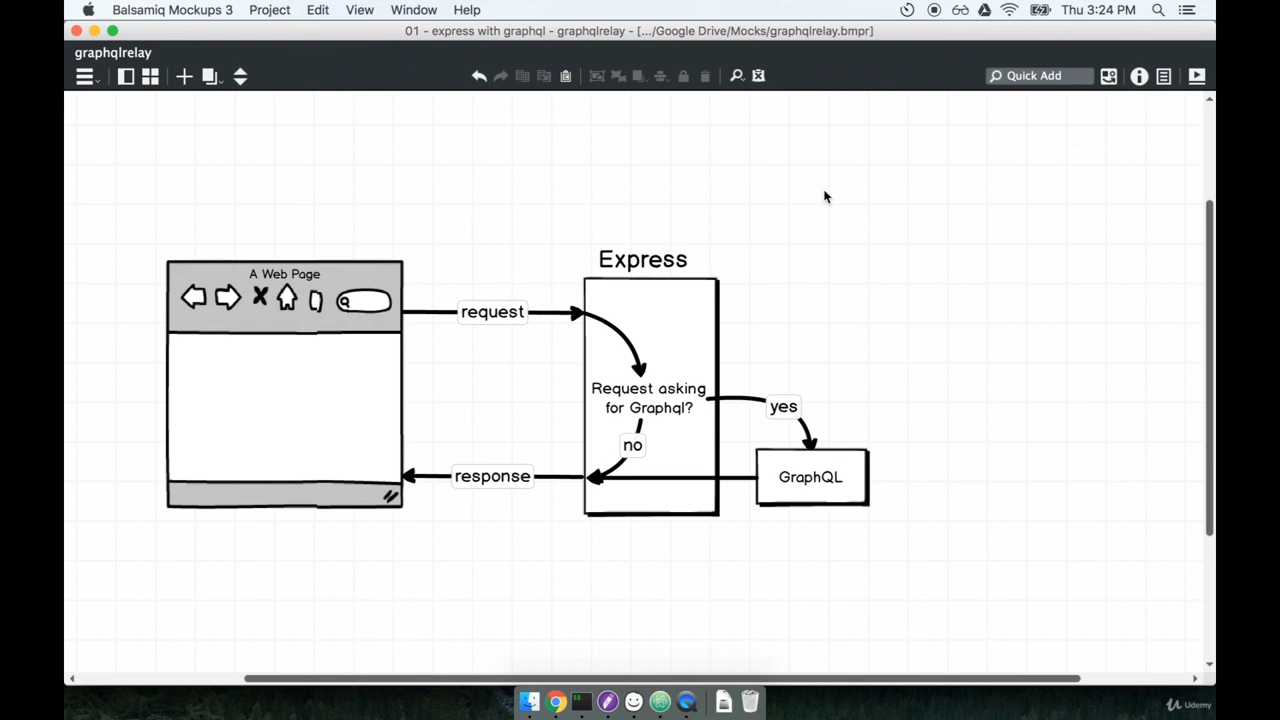 Balsamiq Mockups 3 Project Edit View Window Help Thu 3:24 PM
01 - express with graphql - graphqlrelay - [.../Google Drive/Mocks/graphqlrelay.bmpr]
graphqlrelay
Quick Add
Express
A Web Page
request
Request asking
for Graphql?
yes
no
response
GraphQL
Udemy